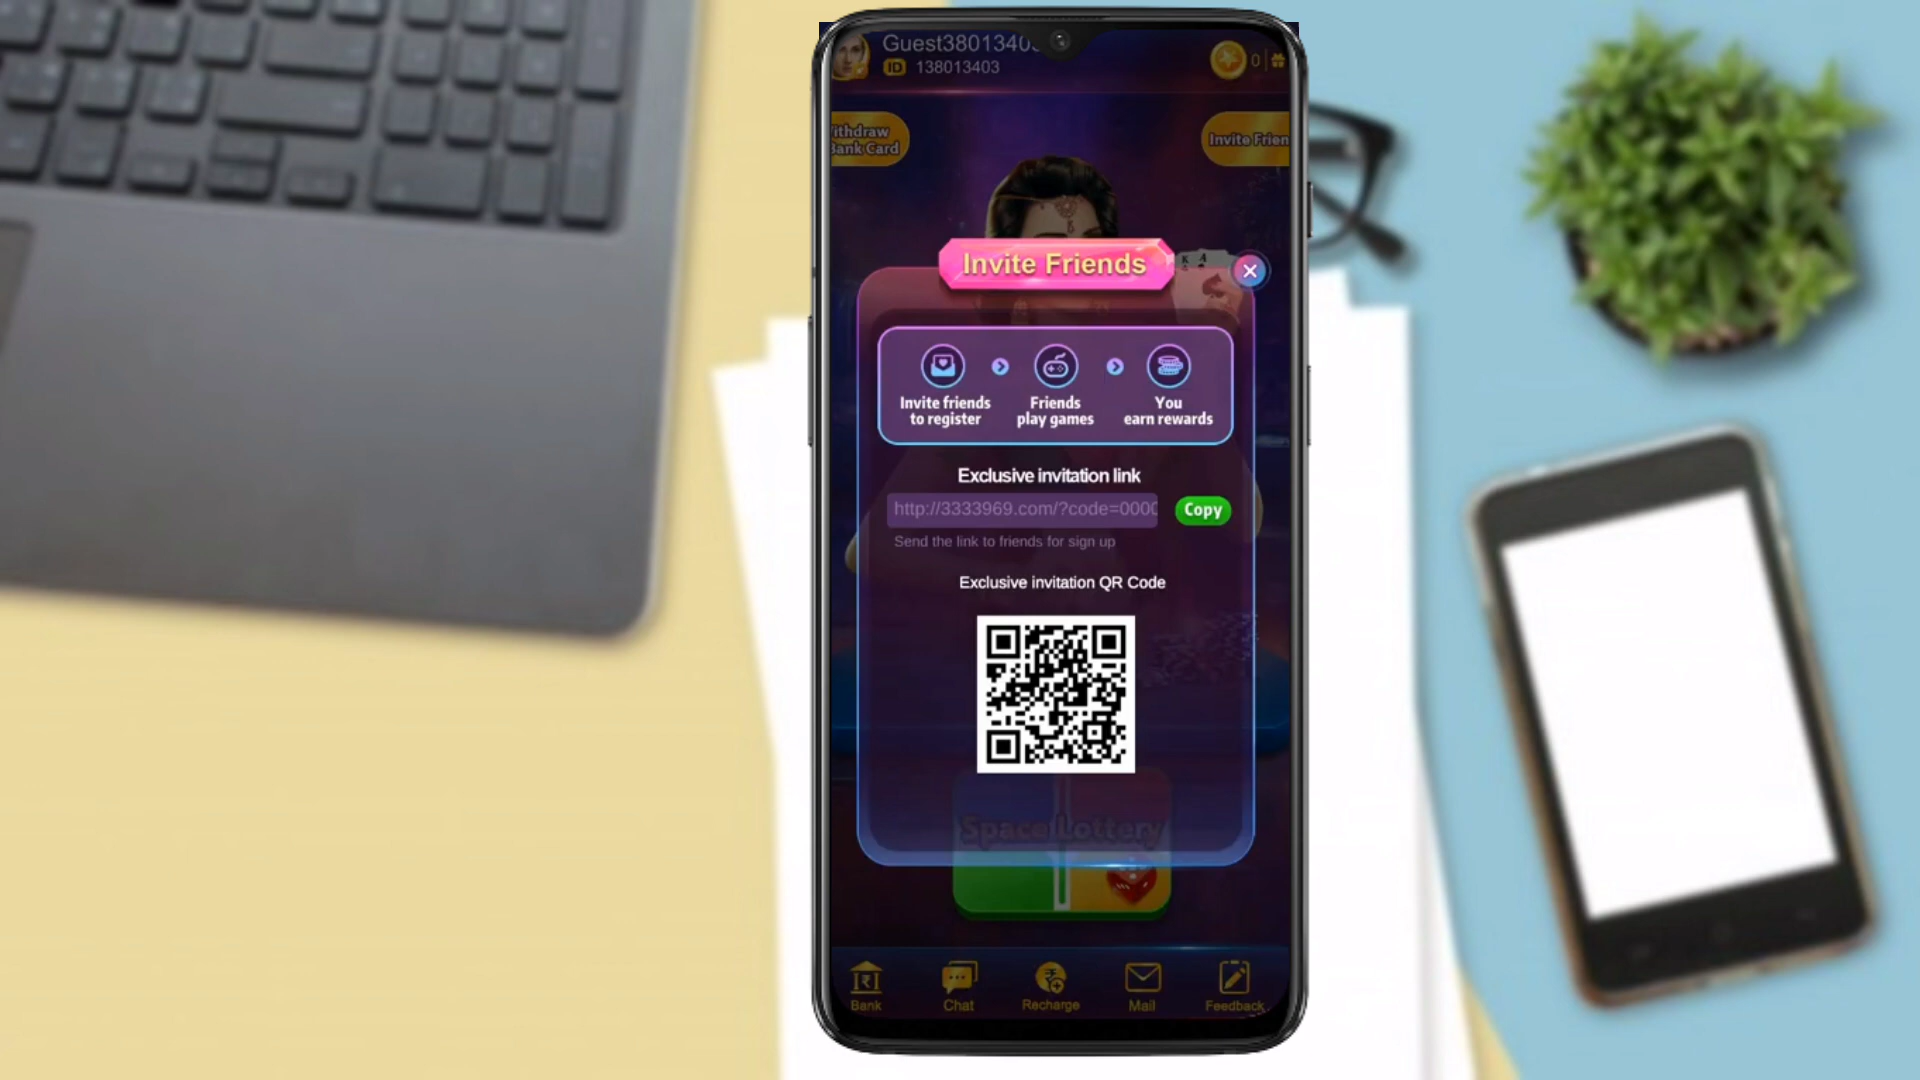 Guest3801340
ID 138013403
0
ithdraw
Bank Card
Invite Frien
Invite Friends
K A
Invite friends
to register
Friends
play games
You
earn rewards
Exclusive invitation link
http://3333969.com/?code=0000
Copy
Send the link to friends for sign up
Exclusive invitation QR Code
Space Lottery
Bank
Chat
Recharge
Mail
Feedback